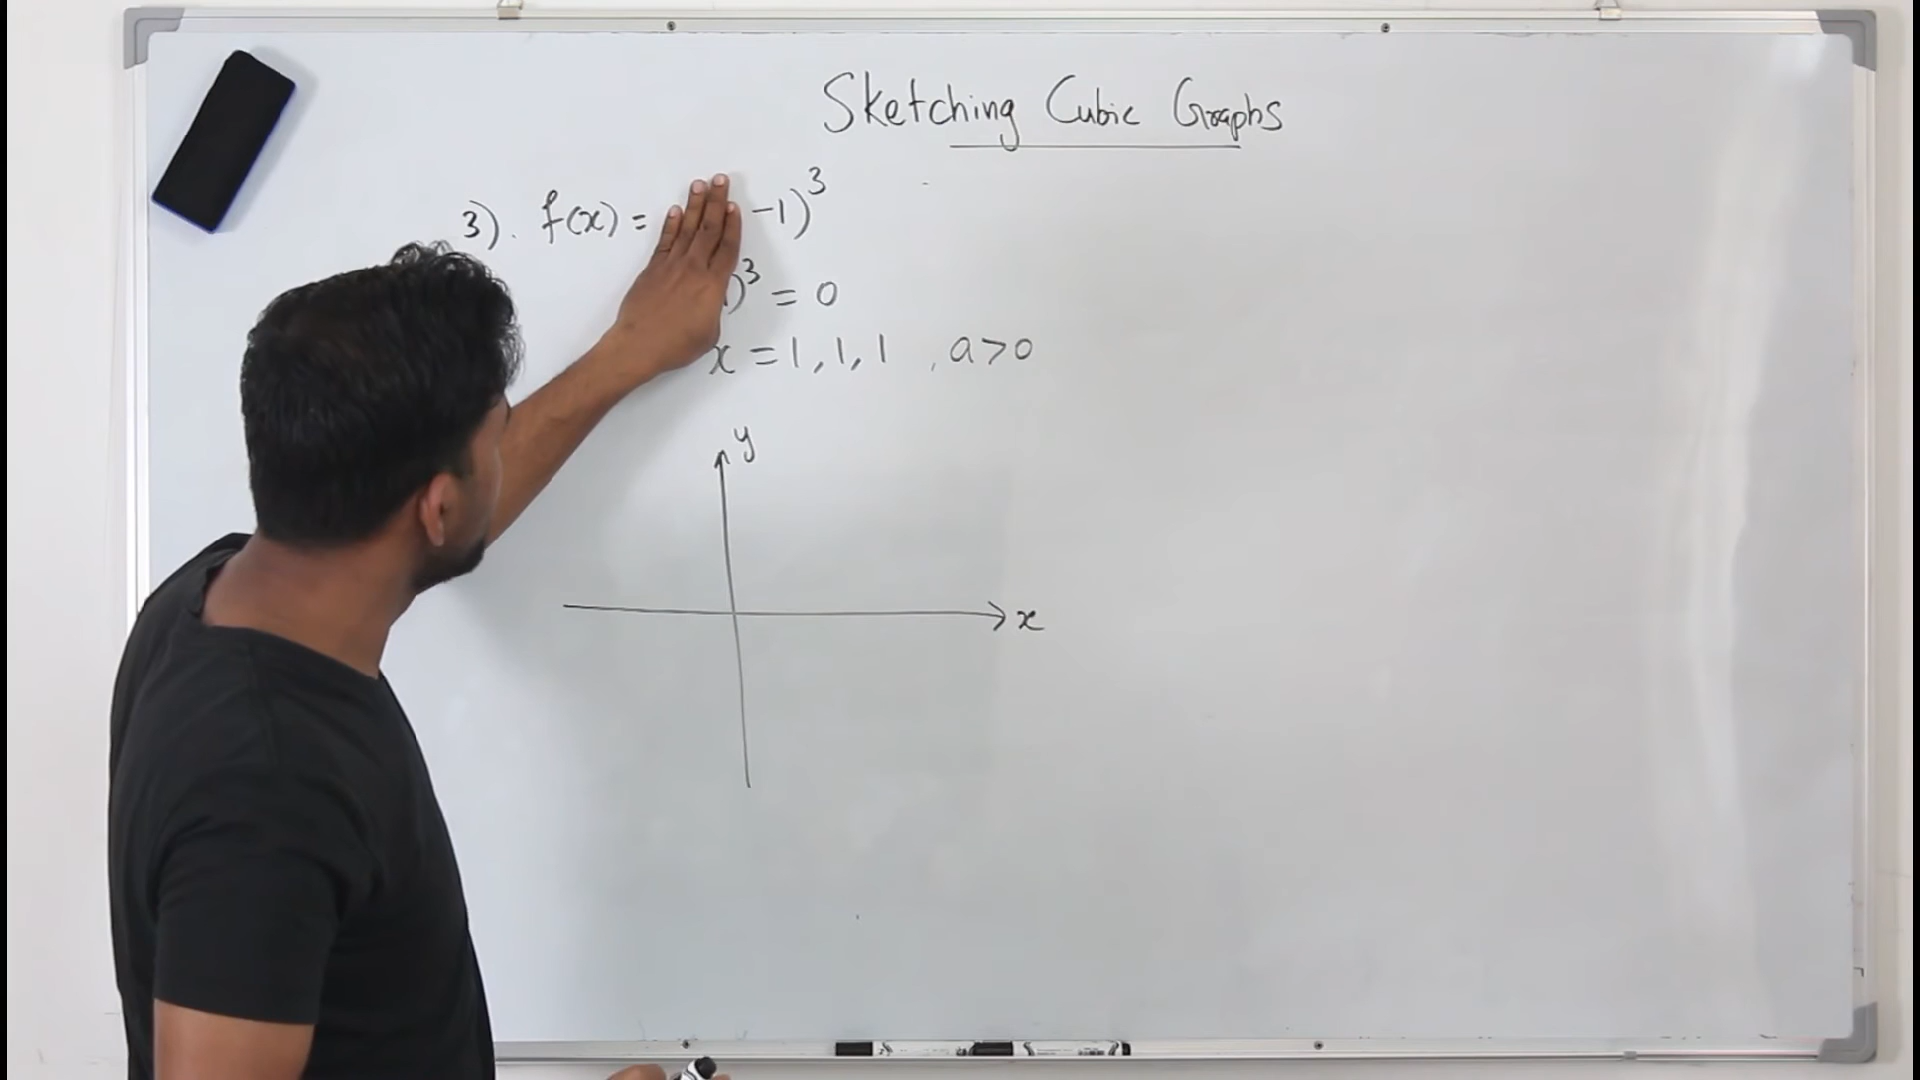 Sketching Cubic Graphs
3). f(x) = -1)³
)³ = 0
x = 1, 1, 1 , a>0
y
x